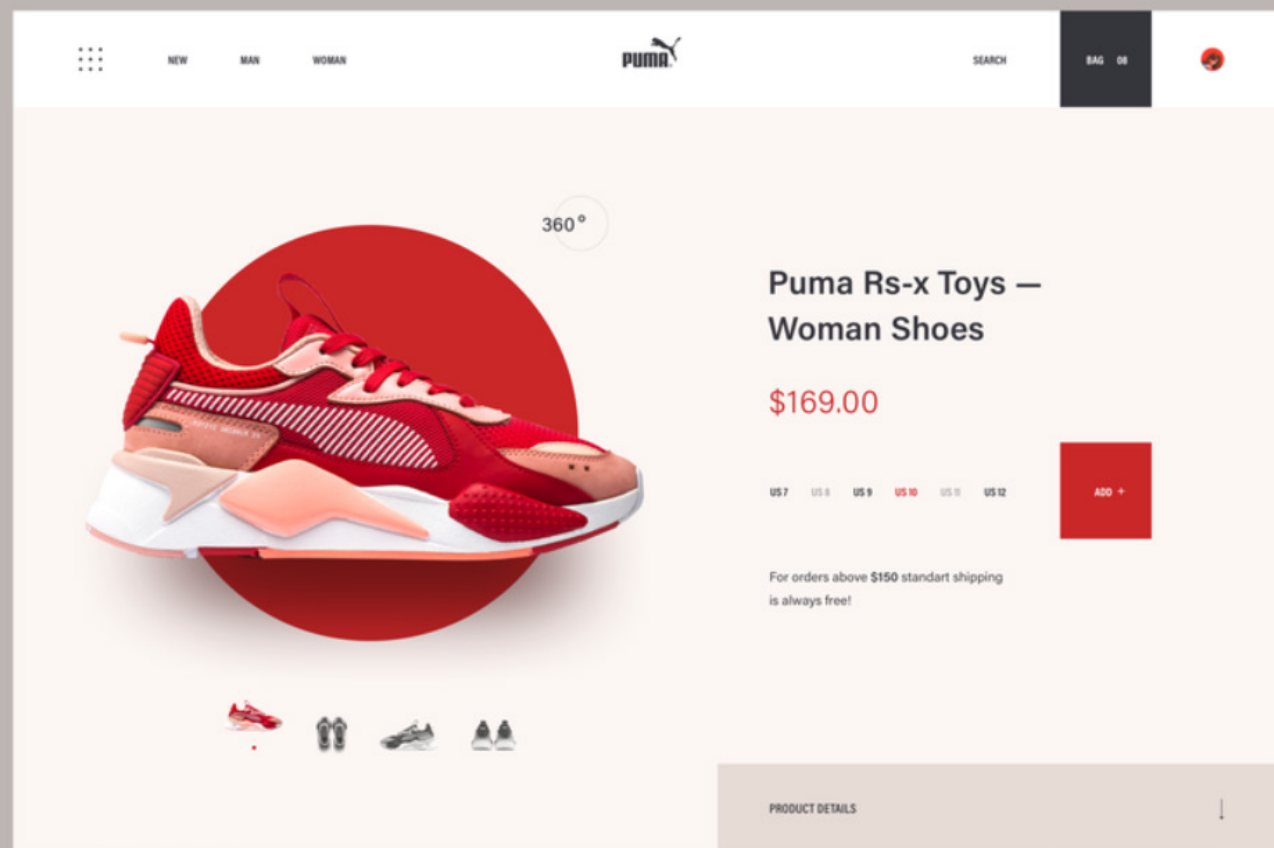 NEW MAN WOMAN
PUMA
SEARCH
BAG 08
360°
Puma Rs-x Toys —
Woman Shoes
$169.00
US 7 US 8 US 9 US 10 US 11 US 12
ADD +
For orders above $150 standart shipping
is always free!
PRODUCT DETAILS